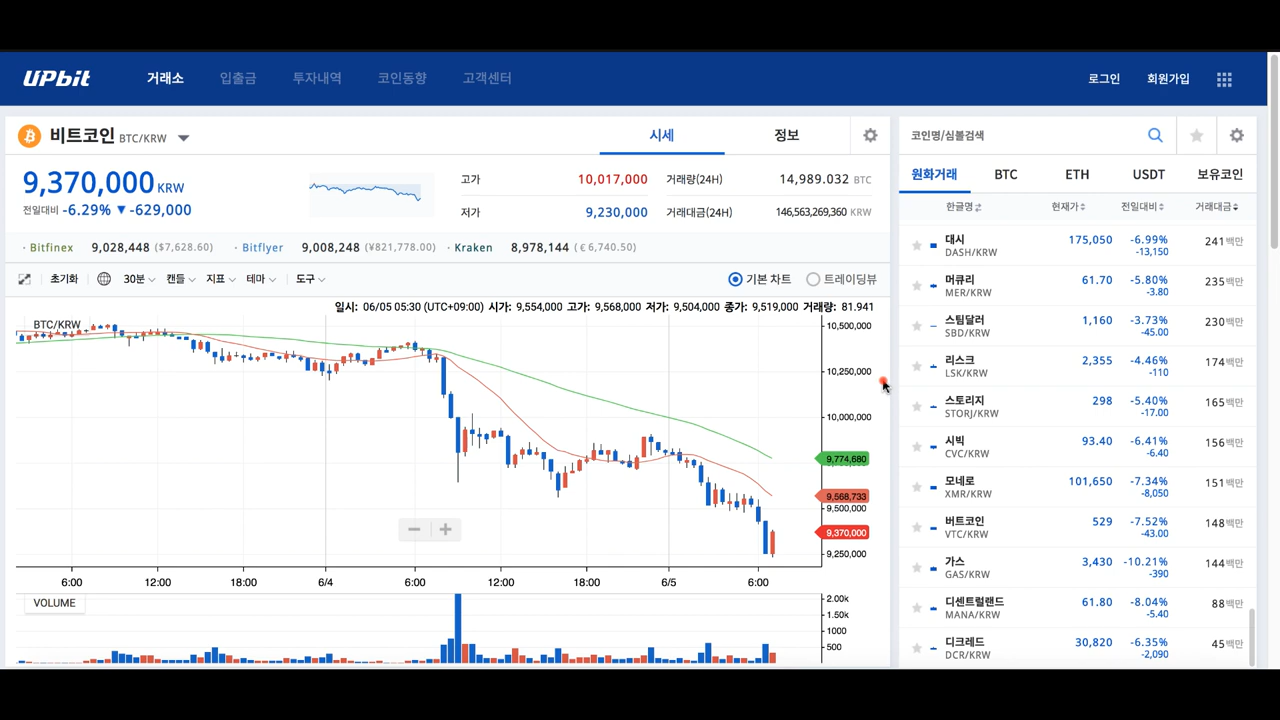 UPbit 거래소 입출금 투자내역 코인동향 고객센터 로그인 회원가입
비트코인 BTC/KRW 시세 정보
9,370,000 KRW
전일대비 -6.29% ▼ -629,000
고가 10,017,000 거래량(24H) 14,989.032 BTC
저가 9,230,000 거래대금(24H) 146,563,269,360 KRW
· Bitfinex 9,028,448 ($7,628.60) · Bitflyer 9,008,248 (¥821,778.00) · Kraken 8,978,144 (€6,740.50)
초기화 30분 캔들 지표 테마 도구 기본 차트 트레이딩뷰
일시: 06/05 05:30 (UTC+09:00) 시가: 9,554,000 고가: 9,568,000 저가: 9,504,000 종가: 9,519,000 거래량: 81.941
BTC/KRW
10,500,000
10,250,000
10,000,000
9,774,680
9,568,733
9,500,000
9,370,000
9,250,000
6:00 12:00 18:00 6/4 6:00 12:00 18:00 6/5 6:00
VOLUME
2.00k
1.50k
1000
500
코인명/심볼검색
원화거래 BTC ETH USDT 보유코인
한글명 현재가 전일대비 거래대금
대시 175,050 -6.99% 241백만
DASH/KRW -13,150
머큐리 61.70 -5.80% 235백만
MER/KRW -3.80
스팀달러 1,160 -3.73% 230백만
SBD/KRW -45.00
리스크 2,355 -4.46% 174백만
LSK/KRW -110
스토리지 298 -5.40% 165백만
STORJ/KRW -17.00
시빅 93.40 -6.41% 156백만
CVC/KRW -6.40
모네로 101,650 -7.34% 151백만
XMR/KRW -8,050
버트코인 529 -7.52% 148백만
VTC/KRW -43.00
가스 3,430 -10.21% 144백만
GAS/KRW -390
디센트럴랜드 61.80 -8.04% 88백만
MANA/KRW -5.40
디크레드 30,820 -6.35% 45백만
DCR/KRW -2,090